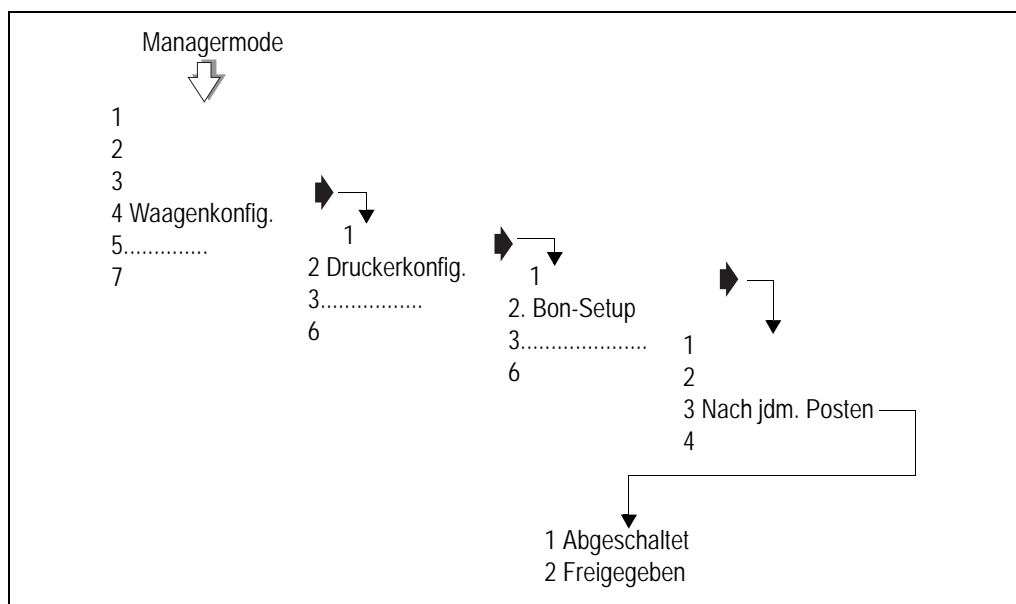 Managermode
1
2
3
4 Waagenkonfig.
5..............
7
1
2 Druckerkonfig.
3.................
6
1
2. Bon-Setup
3.....................
6
1
2
3 Nach jdm. Posten
4
1 Abgeschaltet
2 Freigegeben